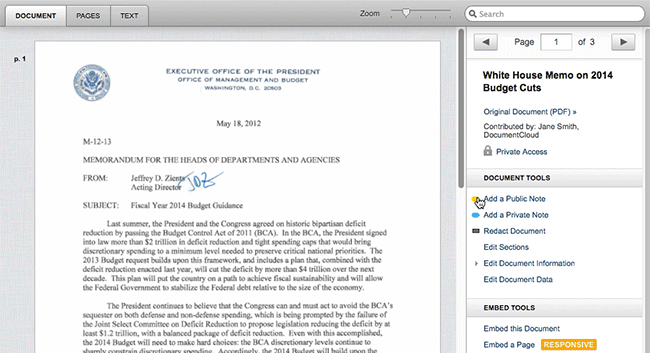 DOCUMENT PAGES TEXT Zoom Search
p. 1
EXECUTIVE OFFICE OF THE PRESIDENT
OFFICE OF MANAGEMENT AND BUDGET
WASHINGTON, D.C. 20503
May 18, 2012
M-12-13
MEMORANDUM FOR THE HEADS OF DEPARTMENTS AND AGENCIES
FROM: Jeffrey D. Zients
Acting Director
SUBJECT: Fiscal Year 2014 Budget Guidance
Last summer, the President and the Congress agreed on historic bipartisan deficit
reduction by passing the Budget Control Act of 2011 (BCA). In the BCA, the President signed
into law more than $2 trillion in deficit reduction and tight spending caps that would bring
discretionary spending to a minimum level needed to preserve critical national priorities. The
2013 Budget request builds upon this framework, and includes a plan that, combined with the
deficit reduction enacted last year, will cut the deficit by more than $4 trillion over the next
decade. This plan will put the country on a path to achieve fiscal sustainability and will allow
the Federal Government to stabilize the Federal debt relative to the size of the economy.
The President continues to believe that the Congress can and must act to avoid the BCA's
sequester on both defense and non-defense spending, which is being prompted by the failure of
the Joint Select Committee on Deficit Reduction to propose legislation reducing the deficit by at
least $1.2 trillion, with a balanced package of deficit reduction. Even with this accomplished,
the 2014 Budget will need to make hard choices: the BCA discretionary levels continue to
sharply constrain discretionary spending. Accordingly, the 2014 Budget will build upon the
Page 1 of 3
White House Memo on 2014
Budget Cuts
Original Document (PDF) »
Contributed by: Jane Smith,
DocumentCloud
Private Access
DOCUMENT TOOLS
Add a Public Note
Add a Private Note
Redact Document
Edit Sections
Edit Document Information
Edit Document Data
EMBED TOOLS
Embed this Document
Embed a Page RESPONSIVE